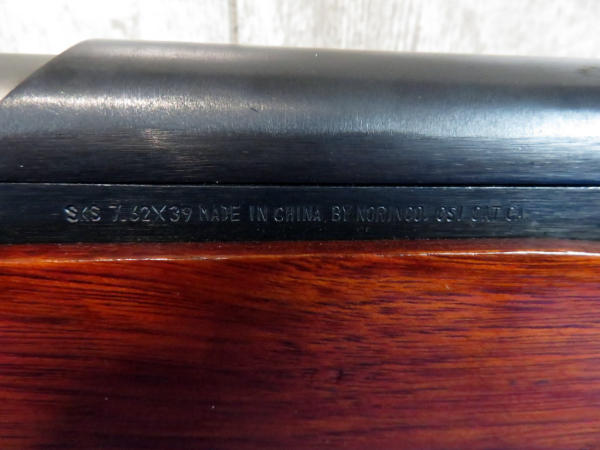 SKS 7.62X39 MADE IN CHINA BY NORINCO. CSI ONT CA